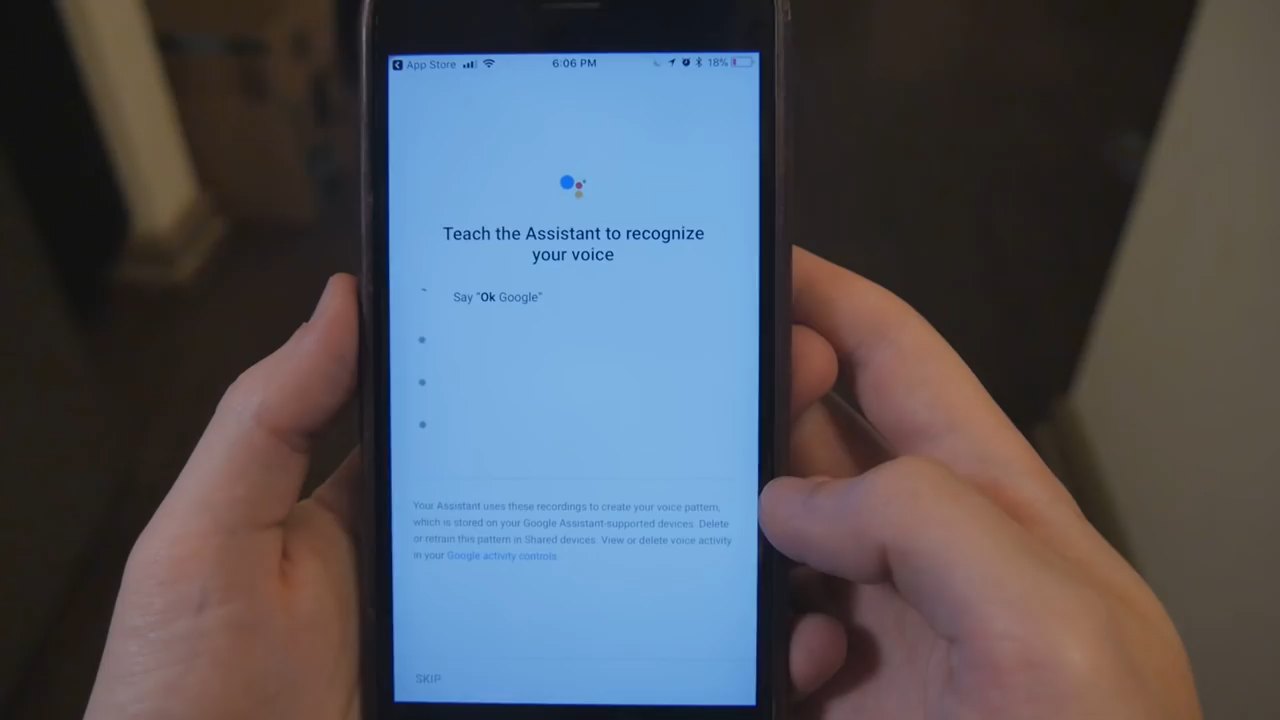 App Store 6:06 PM 18%
Teach the Assistant to recognize
your voice
Say "Ok Google"
Your Assistant uses these recordings to create your voice pattern,
which is stored on your Google Assistant-supported devices. Delete
or retrain this pattern in Shared devices. View or delete voice activity
in your Google activity controls.
SKIP